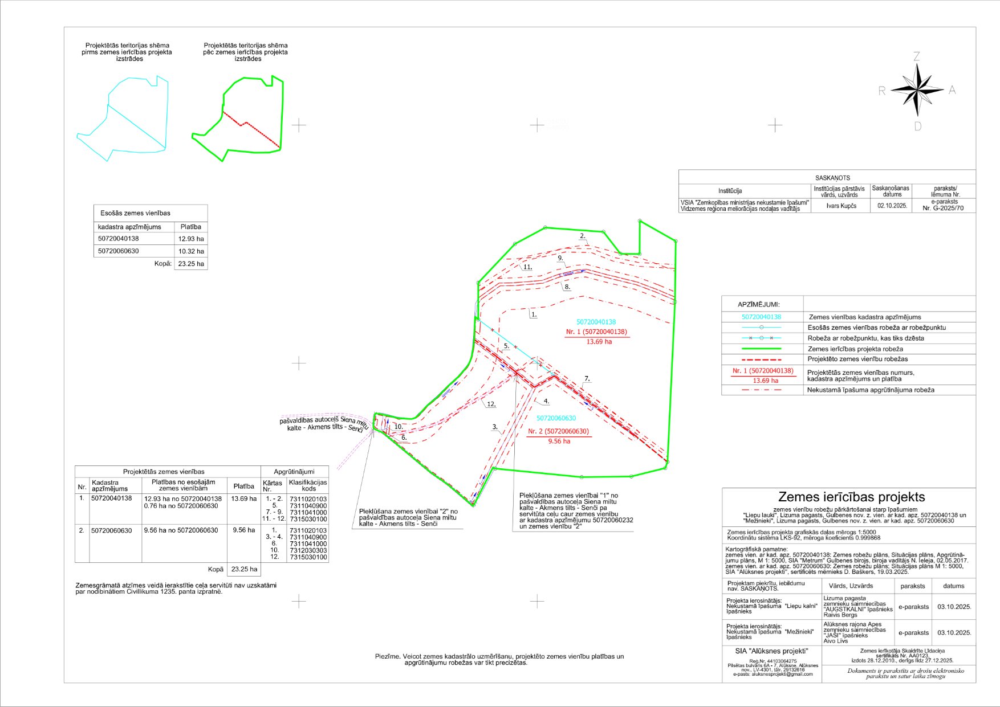 Projektētās teritorijas shēma
pirms zemes ierīcības projekta
izstrādes
Projektētās teritorijas shēma
pēc zemes ierīcības projekta
izstrādes
Z
R
A
D
SASKAŅOTS
Institūcija
Institūcijas pārstāvis
vārds, uzvārds
Saskaņošanas
datums
paraksts/
lēmuma Nr.
VSIA "Zemkopības ministrijas nekustamie īpašumi"
Vidzemes reģiona meliorācijas nodaļas vadītājs
Ivars Kupčs
02.10.2025.
e-paraksts
Nr. G-2025/70
Esošās zemes vienības
kadastra apzīmējums Platība
50720040138 12.93 ha
50720060630 10.32 ha
Kopā: 23.25 ha
2.
9.
11.
8.
1.
50720040138
Nr. 1 (50720040138)
13.69 ha
5.
7.
12.
4.
3.
10.
6.
50720060630
Nr. 2 (50720060630)
9.56 ha
pašvaldības autoceļš Siena miltu
kalte - Akmens tilts - Senči
APZĪMĒJUMI:
50720040138 Zemes vienības kadastra apzīmējums
Esošās zemes vienības robeža ar robežpunktu
Robeža ar robežpunktu, kas tiks dzēsta
Zemes ierīcības projekta robeža
Projektēto zemes vienību robežas
Nr. 1 (50720040138)
13.69 ha
Projektētās zemes vienības numurs,
kadastra apzīmējums un platība
Nekustamā īpašuma apgrūtinājuma robeža
Projektētās zemes vienības Apgrūtinājumi
Nr.
Kadastra
apzīmējums
Platības no esošajām
zemes vienībām
Platība
Kārtas
Nr.
Klasifikācijas
kods
1. 50720040138
12.93 ha no 50720040138
0.76 ha no 50720060630
13.69 ha
1. - 2. 7311020103
5. 7311040900
7. - 9. 7311041000
11. - 12. 7315030100
2. 50720060630 9.56 ha no 50720060630 9.56 ha
1. 7311020103
3. - 4. 7311040900
6. 7311041000
10. 7312030303
12. 7315030100
Kopā 23.25 ha
Zemesgrāmatā atzīmes veidā ierakstītie ceļa servitūti nav uzskatāmi
par nodibinātiem Civillikuma 1235. panta izpratnē.
Piekļūšana zemes vienībai "2" no
pašvaldības autoceļa Siena miltu
kalte - Akmens tilts - Senči
Piekļūšana zemes vienībai "1" no
pašvaldības autoceļa Siena miltu
kalte - Akmens tilts - Senči pa
servitūta ceļu caur zemes vienību
ar kadastra apzīmējumu 50720060232
un zemes vienību "2"
Piezīme. Veicot zemes kadastrālo uzmērīšanu, projektēto zemes vienību platības un
apgrūtinājumu robežas var tikt precizētas.
Zemes ierīcības projekts
zemes vienību robežu pārkārtošanai starp īpašumiem
"Liepu lauki", Lizuma pagasts, Gulbenes nov. z. vien. ar kad. apz. 50720040138 un
"Mežinieki", Lizuma pagasts, Gulbenes nov. z. vien. ar kad. apz. 50720060630
Zemes ierīcības projekta grafiskās daļas mērogs 1:5000
Koordinātu sistēma LKS-92, mēroga koeficients 0.999868
Kartogrāfiskā pamatne:
zemes vien. ar kad. apz. 50720040138: Zemes robežu plāns, Situācijas plāns, Apgrūtinā-
jumu plāns, M 1: 5000, SIA "Metrum" Gulbenes birojs, biroja vadītājs N. Ieleja, 02.05.2017.
zemes vien. ar kad. apz. 50720060630: Zemes robežu plāns; Situācijas plāns M 1: 5000,
SIA "Alūksnes projekti", sertificēts mērnieks D. Baškers, 19.03.2025.
Projektam piekrītu, iebildumu
nav. SASKAŅOTS.
Vārds, Uzvārds
paraksts
datums
Projekta ierosinātājs:
Nekustamā īpašuma "Liepu kalni"
īpašnieks
Lizuma pagasta
zemnieku saimniecības
"AUGSTKALNI" īpašnieks
Raivis Bergs
e-paraksts
03.10.2025.
Projekta ierosinātājs:
Nekustamā īpašuma "Mežinieki"
īpašnieks
Alūksnes rajona Apes
zemnieku saimniecības
"JAŠI" īpašnieks
Aivo Līvs
e-paraksts
03.10.2025.
SIA "Alūksnes projekti"
Reģ.Nr. 44103064275
Pilsētas bulvāris 6A - 7, Alūksne, Alūksnes
nov., LV-4301, tālr. 29132616
e-pasts: aluksnesprojekti@gmail.com
Zemes ierīkotāja Skaidrīte Līdaciņa
sertifikāts Nr. AA0123,
izdots 28.12.2010., derīgs līdz 27.12.2025.
Dokuments ir parakstīts ar drošu elektronisko
parakstu un satur laika zīmogu